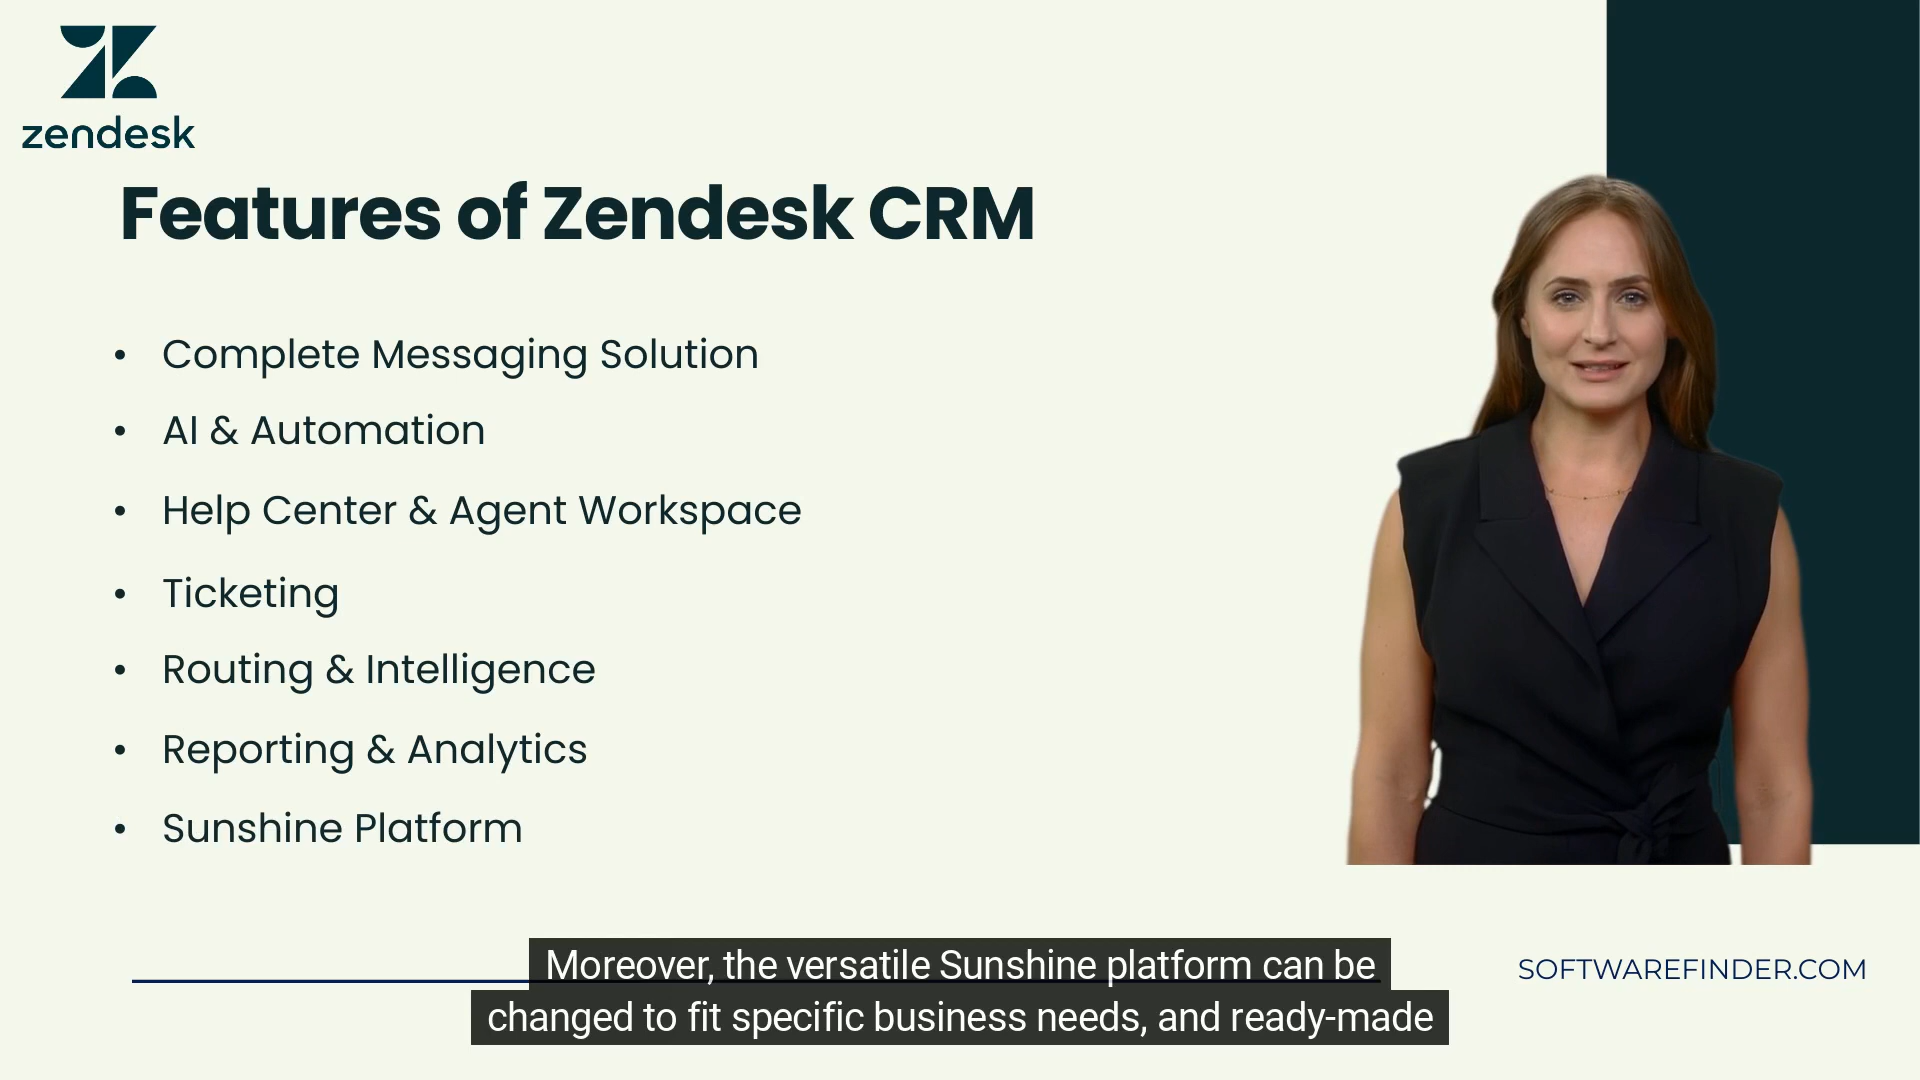 zendesk
Features of Zendesk CRM
• Complete Messaging Solution
• AI & Automation
• Help Center & Agent Workspace
• Ticketing
• Routing & Intelligence
• Reporting & Analytics
• Sunshine Platform
Moreover, the versatile Sunshine platform can be
changed to fit specific business needs, and ready-made
SOFTWAREFINDER.COM